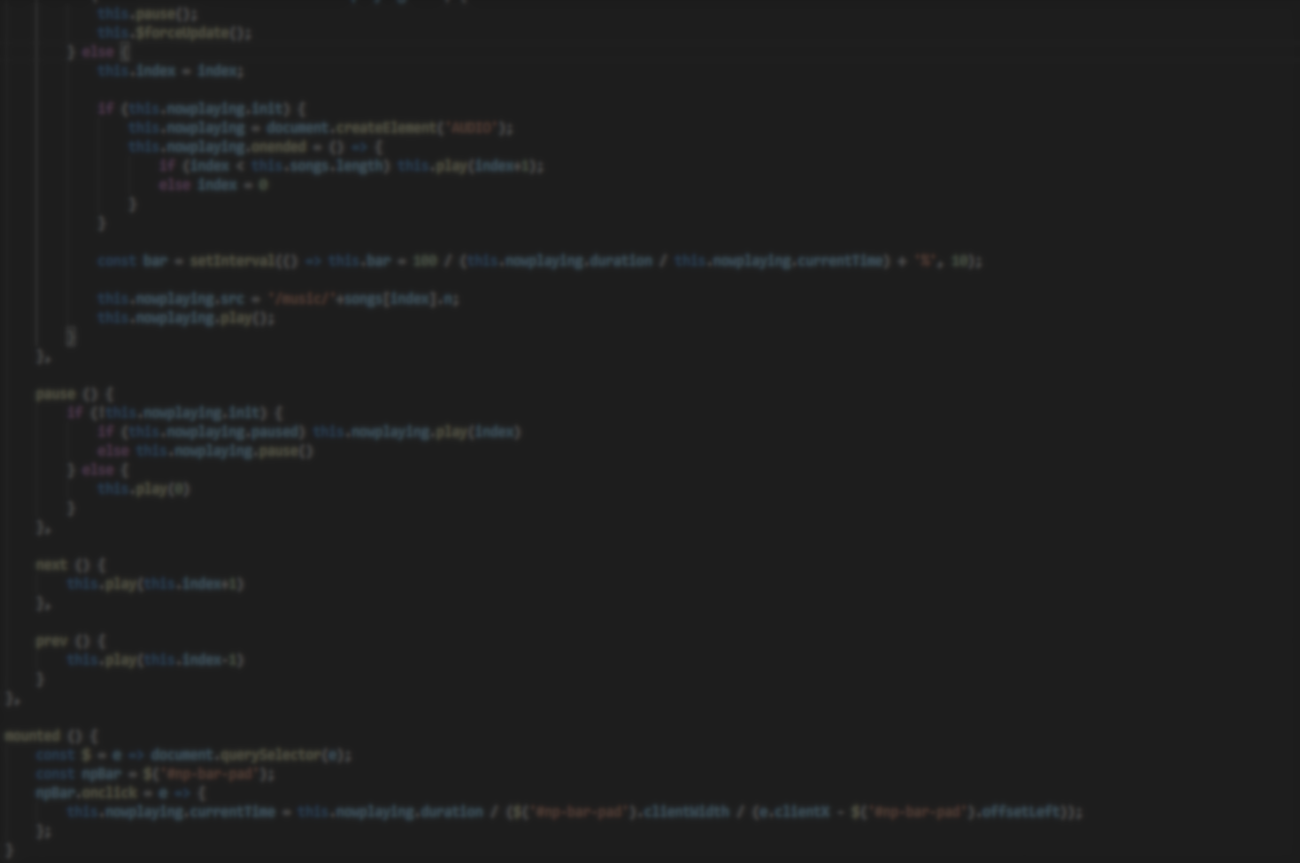 this.pause();
this.$forceUpdate();
} else {
this.index = index;
if (this.nowplaying.init) {
this.nowplaying = document.createElement('AUDIO');
this.nowplaying.onended = () => {
if (index < this.songs.length) this.play(index+1);
else index = 0
}
}
const bar = setInterval(() => this.bar = 100 / (this.nowplaying.duration / this.nowplaying.currentTime) + '%', 10);
this.nowplaying.src = '/music/'+songs[index].n;
this.nowplaying.play();
}
},
pause () {
if (!this.nowplaying.init) {
if (this.nowplaying.paused) this.nowplaying.play(index)
else this.nowplaying.pause()
} else {
this.play(0)
}
},
next () {
this.play(this.index+1)
},
prev () {
this.play(this.index-1)
}
},
mounted () {
const $ = e => document.querySelector(e);
const npBar = $('#np-bar-pad');
npBar.onclick = e => {
this.nowplaying.currentTime = this.nowplaying.duration / ($('#np-bar-pad').clientWidth / (e.clientX - $('#np-bar-pad').offsetLeft));
};
}